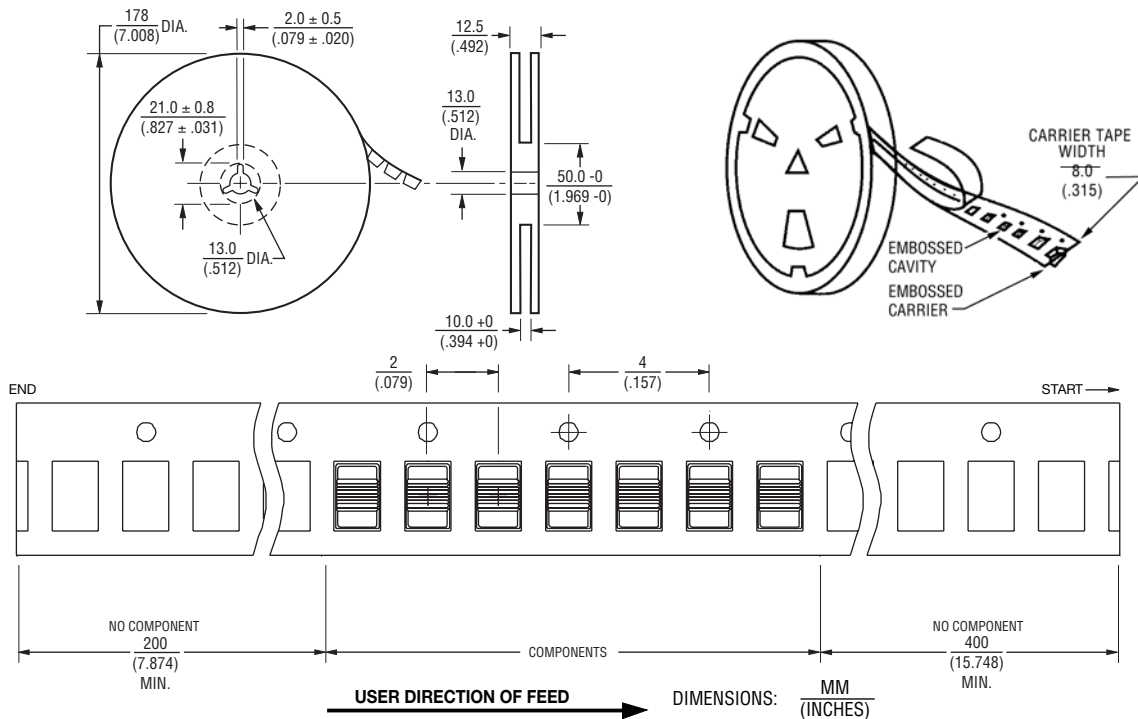 178
(7.008) DIA.
2.0 ± 0.5
(.079 ± .020)
21.0 ± 0.8
(.827 ± .031)
13.0
(.512) DIA.
12.5
(.492)
13.0
(.512)
DIA.
50.0 -0
(1.969 -0)
10.0 +0
(.394 +0)
CARRIER TAPE
WIDTH
8.0
(.315)
EMBOSSED
CAVITY
EMBOSSED
CARRIER
2
(.079)
4
(.157)
END
START
NO COMPONENT
200
(7.874)
MIN.
COMPONENTS
NO COMPONENT
400
(15.748)
MIN.
USER DIRECTION OF FEED
DIMENSIONS: MM
(INCHES)